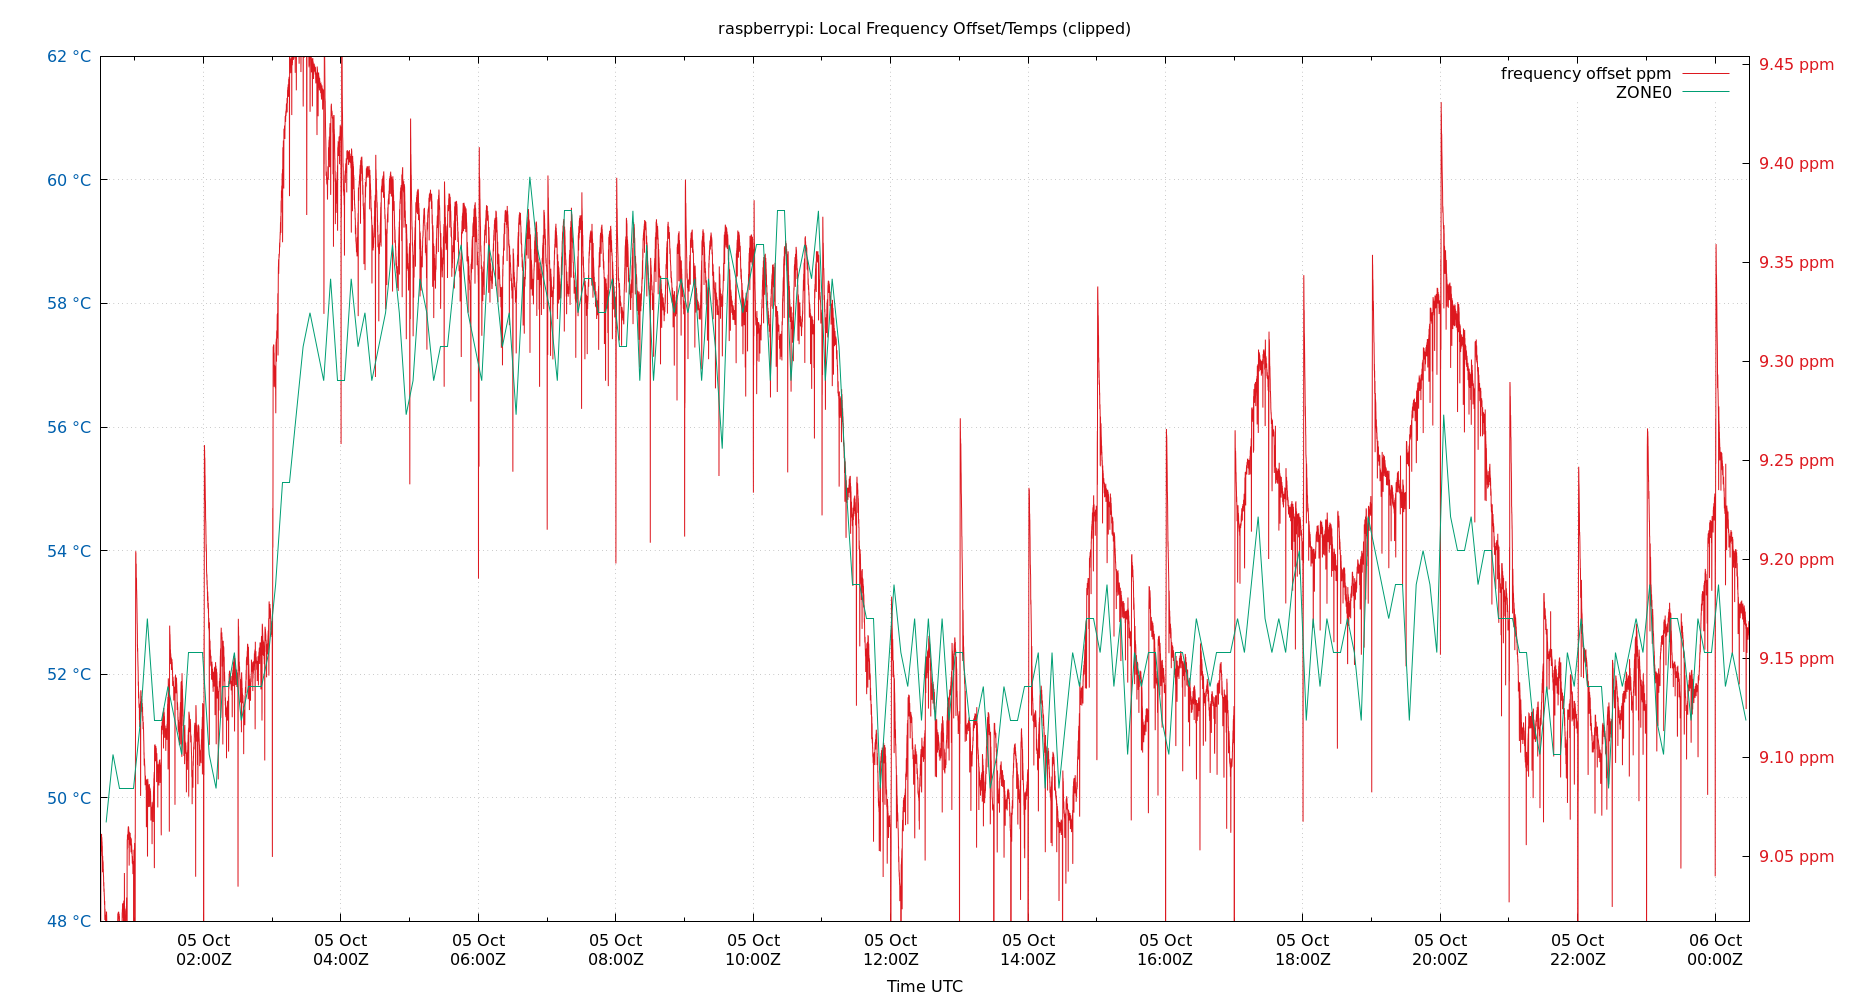 raspberrypi: Local Frequency Offset/Temps (clipped)
frequency offset ppm
ZONE0
62 °C
60 °C
58 °C
56 °C
54 °C
52 °C
50 °C
48 °C
9.45 ppm
9.40 ppm
9.35 ppm
9.30 ppm
9.25 ppm
9.20 ppm
9.15 ppm
9.10 ppm
9.05 ppm
05 Oct
02:00Z
05 Oct
04:00Z
05 Oct
06:00Z
05 Oct
08:00Z
05 Oct
10:00Z
05 Oct
12:00Z
05 Oct
14:00Z
05 Oct
16:00Z
05 Oct
18:00Z
05 Oct
20:00Z
05 Oct
22:00Z
06 Oct
00:00Z
Time UTC